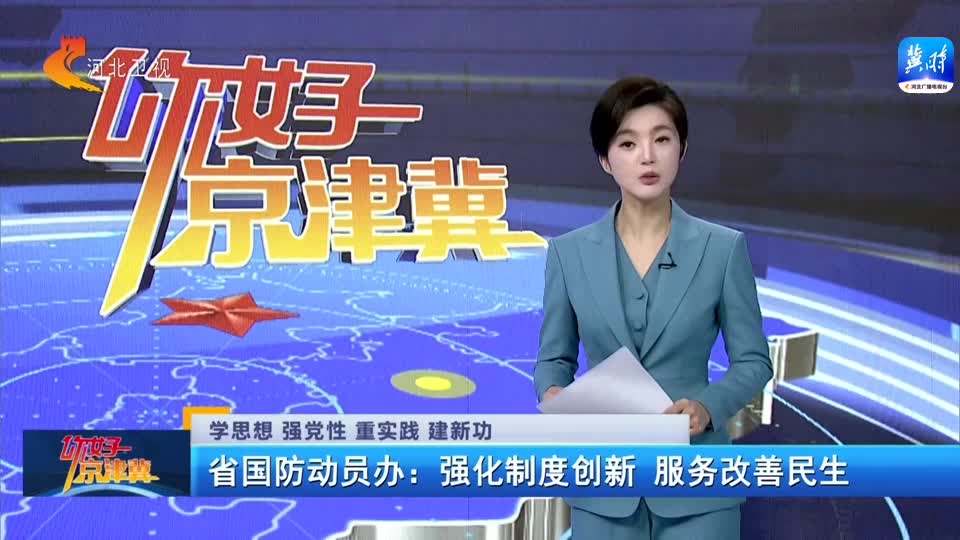 河北卫视
冀时
河北广播电视台
你好
京津冀
学思想 强党性 重实践 建新功
你好
京津冀
省国防动员办：强化制度创新 服务改善民生